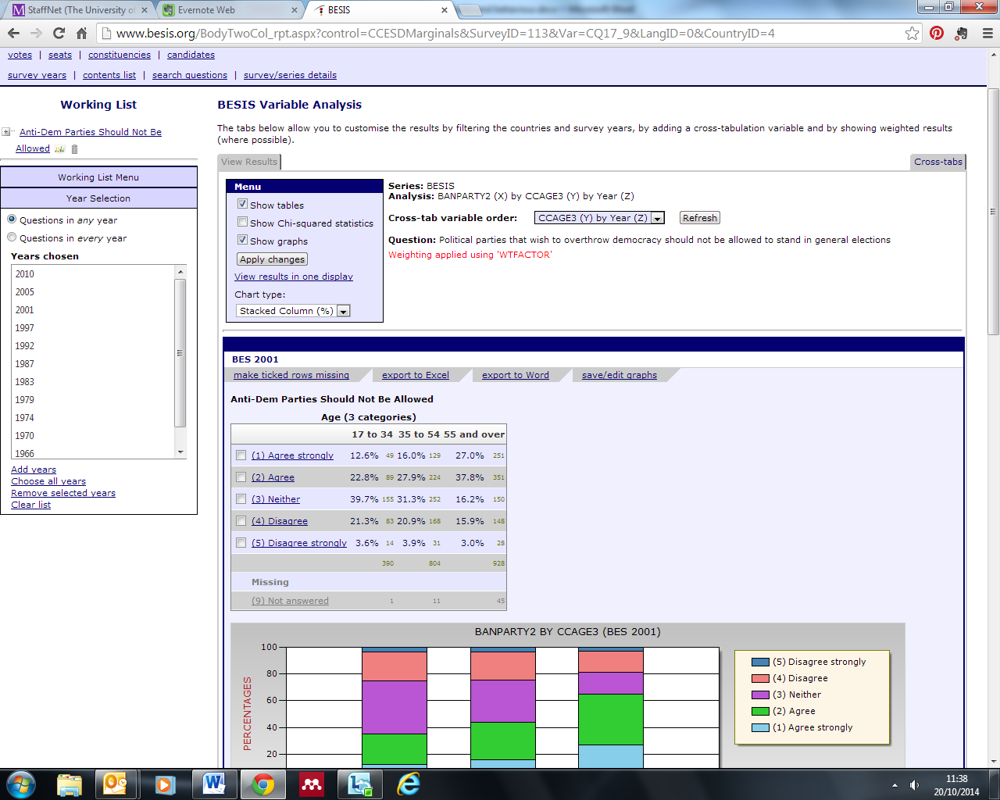 StaffNet (The University of
Evernote Web
BESIS
www.besis.org/BodyTwoCol_rpt.aspx?control=CCESDMarginals&SurveyID=113&Var=CQ17_9&LangID=0&CountryID=4
votes | seats | constituencies | candidates
survey years | contents list | search questions | survey/series details
Working List
Anti-Dem Parties Should Not Be
Allowed
Working List Menu
Year Selection
Questions in any year
Questions in every year
Years chosen
2010
2005
2001
1997
1992
1987
1983
1979
1974
1970
1966
Add years
Choose all years
Remove selected years
Clear list
BESIS Variable Analysis
The tabs below allow you to customise the results by filtering the countries and survey years, by adding a cross-tabulation variable and by showing weighted results
(where possible).
View Results
Cross-tabs
Menu
Show tables
Show Chi-squared statistics
Show graphs
Apply changes
View results in one display
Chart type:
Stacked Column (%)
Series: BESIS
Analysis: BANPARTY2 (X) by CCAGE3 (Y) by Year (Z)
Cross-tab variable order: CCAGE3 (Y) by Year (Z) Refresh
Question: Political parties that wish to overthrow democracy should not be allowed to stand in general elections
Weighting applied using 'WTFACTOR'
BES 2001
make ticked rows missing export to Excel export to Word save/edit graphs
Anti-Dem Parties Should Not Be Allowed
Age (3 categories)
17 to 34 35 to 54 55 and over
(1) Agree strongly 12.6% 49 16.0% 129 27.0% 251
(2) Agree 22.8% 89 27.9% 224 37.8% 351
(3) Neither 39.7% 155 31.3% 252 16.2% 150
(4) Disagree 21.3% 83 20.9% 168 15.9% 148
(5) Disagree strongly 3.6% 14 3.9% 31 3.0% 28
390 804 928
Missing
(9) Not answered 1 11 45
BANPARTY2 BY CCAGE3 (BES 2001)
PERCENTAGES
100
80
60
40
20
(5) Disagree strongly
(4) Disagree
(3) Neither
(2) Agree
(1) Agree strongly
11:38
20/10/2014